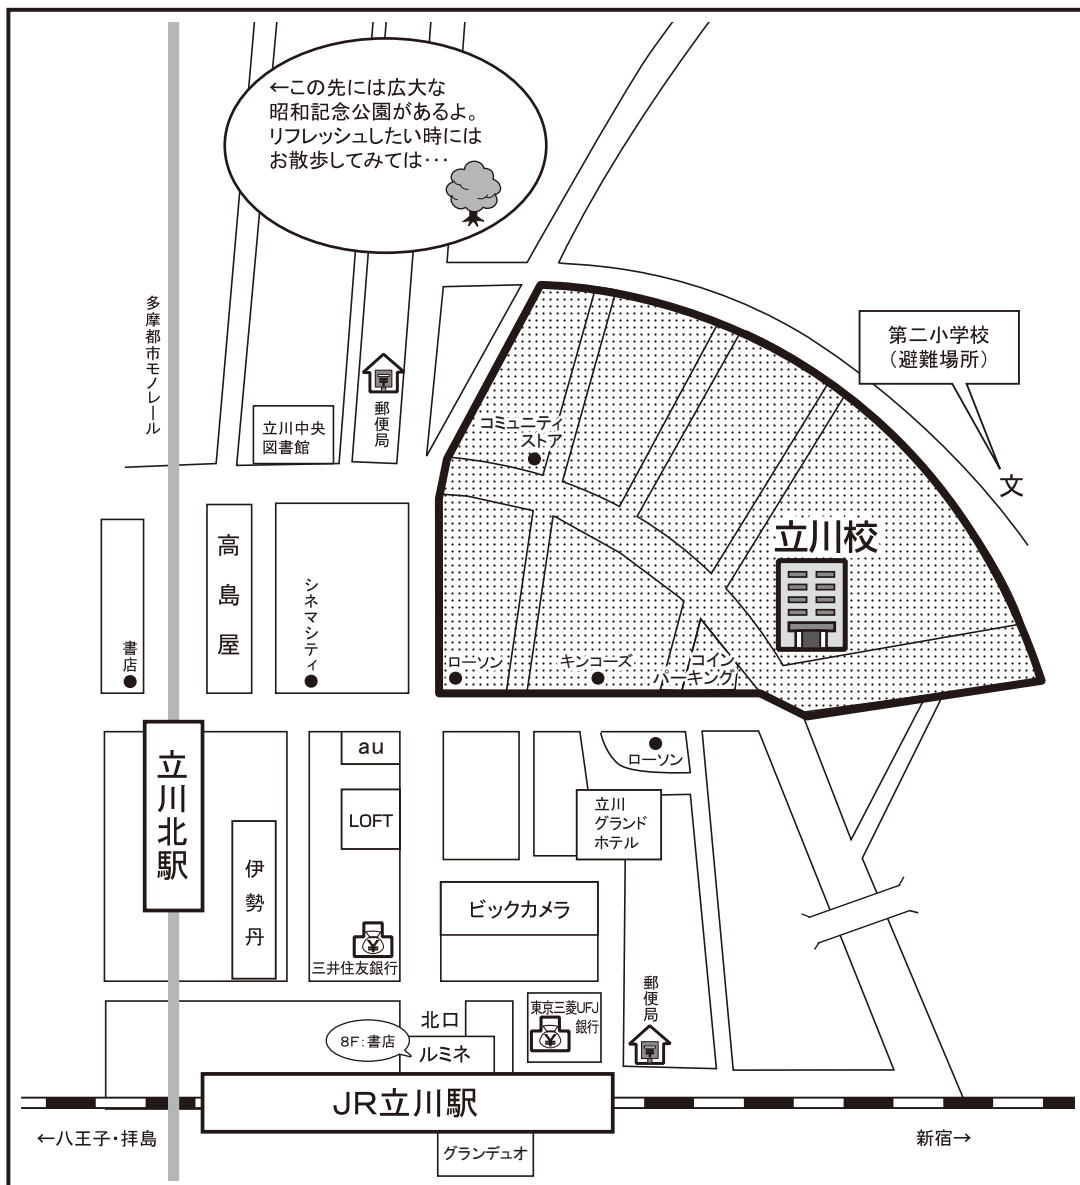 ←この先には広大な
昭和記念公園があるよ。
リフレッシュしたい時には
お散歩してみては…
多摩都市モノレール
第二小学校
(避難場所)
郵便局
立川中央
図書館
コミュニティ
ストア
文
立川校
高島屋
シネマシティ
書店
ローソン
キンコーズ
コイン
パーキング
立川北駅
au
LOFT
ローソン
立川
グランド
ホテル
伊勢丹
ビックカメラ
三井住友銀行
北口
8F:書店
ルミネ
東京三菱UFJ
銀行
郵便局
JR立川駅
←八王子・拝島
新宿→
グランデュオ